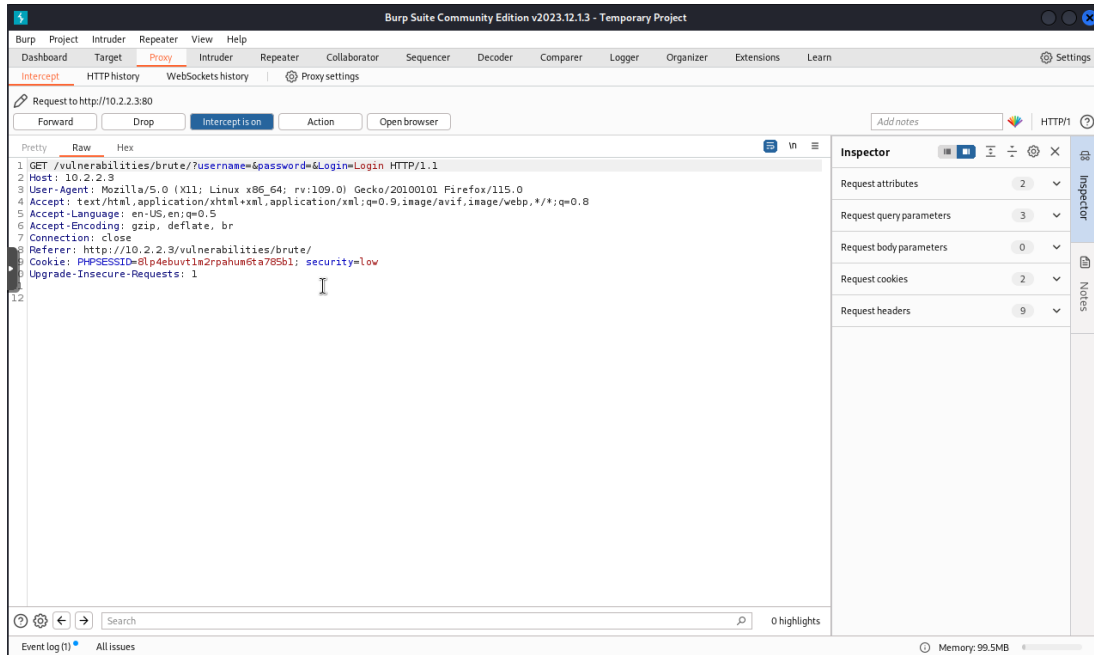 Burp Suite Community Edition v2023.12.1.3 - Temporary Project
Burp Project Intruder Repeater View Help
Dashboard Target Proxy Intruder Repeater Collaborator Sequencer Decoder Comparer Logger Organizer Extensions Learn Settings
Intercept HTTP history WebSockets history Proxy settings
Request to http://10.2.2.3:80
Forward Drop Intercept is on Action Open browser Add notes HTTP/1
Pretty Raw Hex \n
1 GET /vulnerabilities/brute/?username=&password=&Login=Login HTTP/1.1
2 Host: 10.2.2.3
3 User-Agent: Mozilla/5.0 (X11; Linux x86_64; rv:109.0) Gecko/20100101 Firefox/115.0
4 Accept: text/html,application/xhtml+xml,application/xml;q=0.9,image/avif,image/webp,*/*;q=0.8
5 Accept-Language: en-US,en;q=0.5
6 Accept-Encoding: gzip, deflate, br
7 Connection: close
8 Referer: http://10.2.2.3/vulnerabilities/brute/
9 Cookie: PHPSESSID=8lp4ebuvt1m2rpahum6ta785b1; security=low
0 Upgrade-Insecure-Requests: 1
12
Inspector
Request attributes 2
Request query parameters 3
Request body parameters 0
Request cookies 2
Request headers 9
Inspector
Notes
Search 0 highlights
Event log (1) All issues Memory: 99.5MB